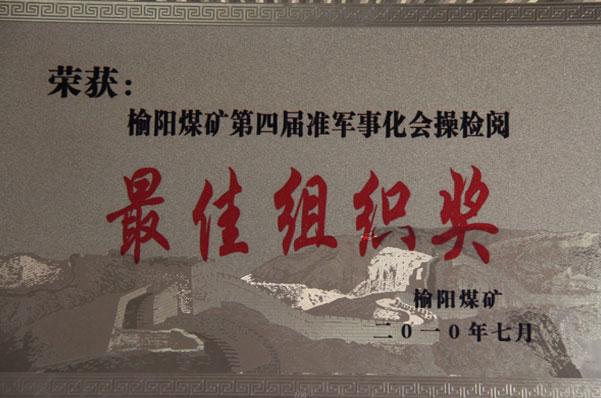 荣获：
榆阳煤矿第四届准军事化会操检阅
最佳组织奖
榆阳煤矿
二0一0年七月